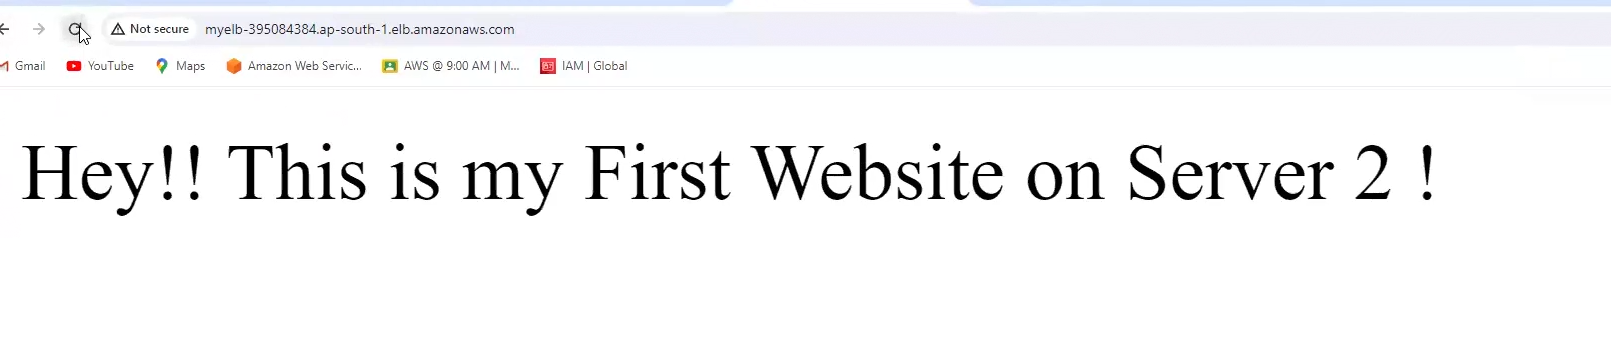 Not secure myelb-395084384.ap-south-1.elb.amazonaws.com
Gmail YouTube Maps Amazon Web Servic... AWS @ 9:00 AM | M... IAM | Global
Hey!! This is my First Website on Server 2 !